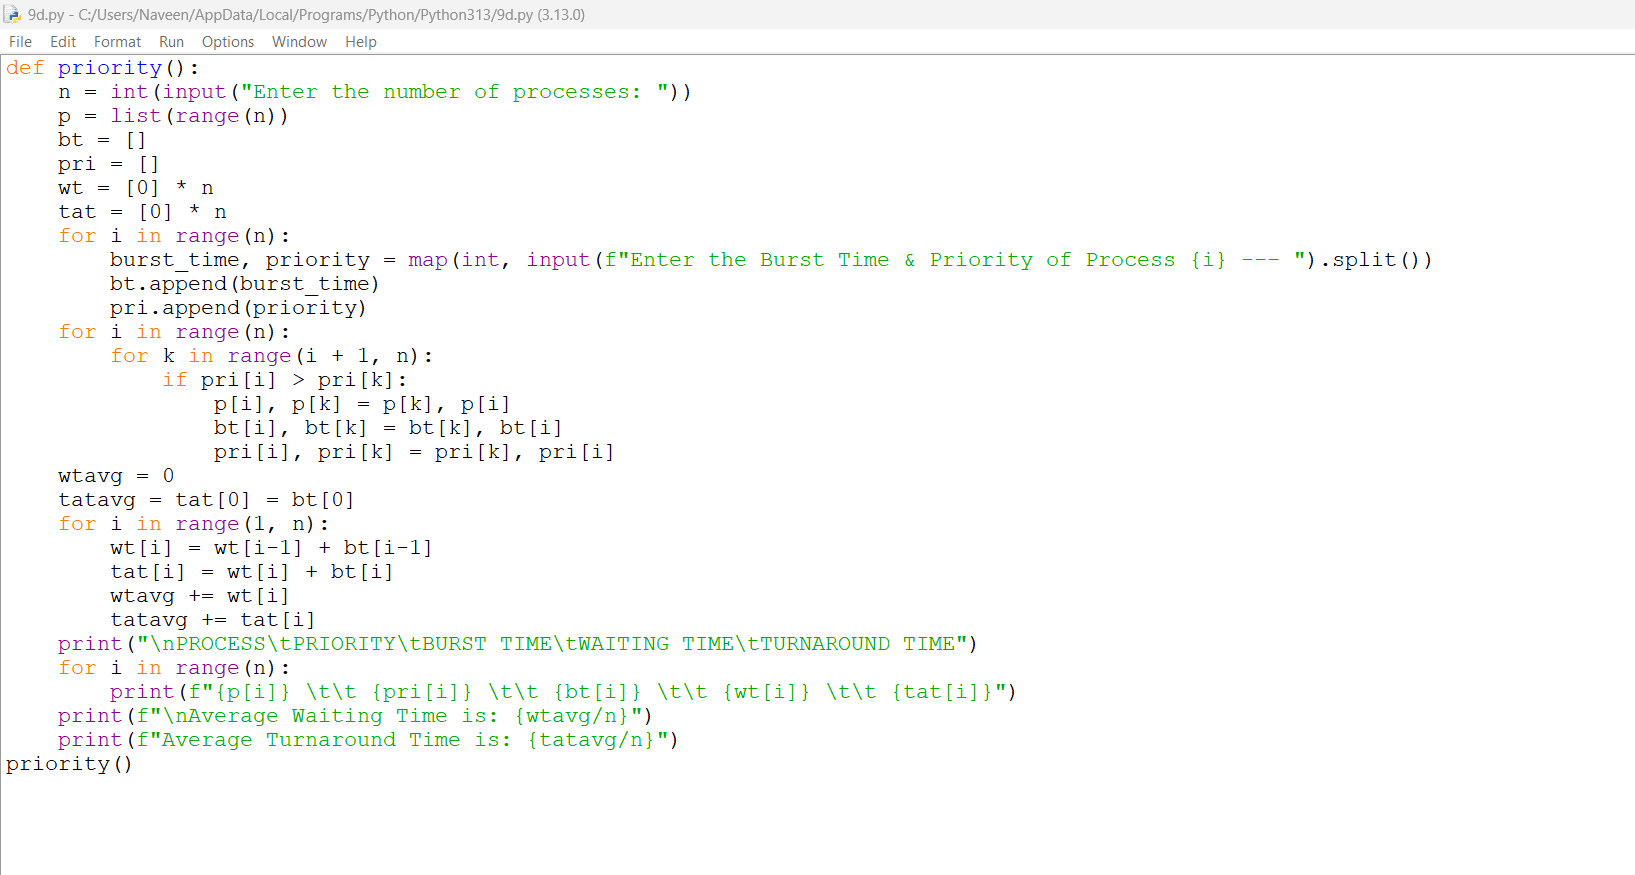 9d.py - C:/Users/Naveen/AppData/Local/Programs/Python/Python313/9d.py (3.13.0)
File Edit Format Run Options Window Help
def priority():
    n = int(input("Enter the number of processes: "))
    p = list(range(n))
    bt = []
    pri = []
    wt = [0] * n
    tat = [0] * n
    for i in range(n):
        burst_time, priority = map(int, input(f"Enter the Burst Time & Priority of Process {i} --- ").split())
        bt.append(burst_time)
        pri.append(priority)
    for i in range(n):
        for k in range(i + 1, n):
            if pri[i] > pri[k]:
                p[i], p[k] = p[k], p[i]
                bt[i], bt[k] = bt[k], bt[i]
                pri[i], pri[k] = pri[k], pri[i]
    wtavg = 0
    tatavg = tat[0] = bt[0]
    for i in range(1, n):
        wt[i] = wt[i-1] + bt[i-1]
        tat[i] = wt[i] + bt[i]
        wtavg += wt[i]
        tatavg += tat[i]
    print("\nPROCESS\tPRIORITY\tBURST TIME\tWAITING TIME\tTURNAROUND TIME")
    for i in range(n):
        print(f"{p[i]} \t\t {pri[i]} \t\t {bt[i]} \t\t {wt[i]} \t\t {tat[i]}")
    print(f"\nAverage Waiting Time is: {wtavg/n}")
    print(f"Average Turnaround Time is: {tatavg/n}")
priority()